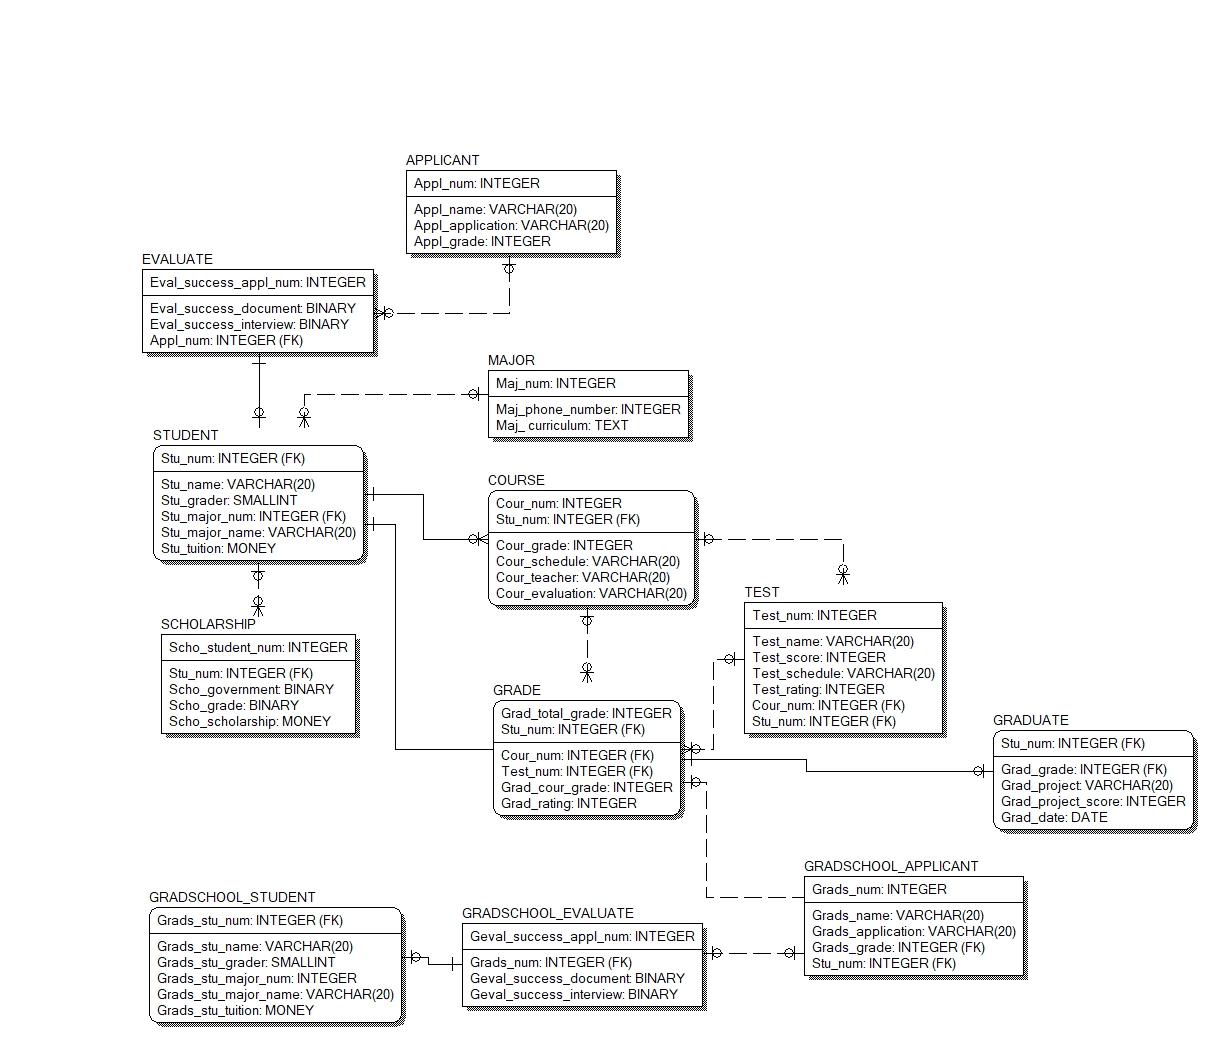 APPLICANT
Appl_num: INTEGER
Appl_name: VARCHAR(20)
Appl_application: VARCHAR(20)
Appl_grade: INTEGER
EVALUATE
Eval_success_appl_num: INTEGER
Eval_success_document: BINARY
Eval_success_interview: BINARY
Appl_num: INTEGER (FK)
MAJOR
Maj_num: INTEGER
Maj_phone_number: INTEGER
Maj_ curriculum: TEXT
STUDENT
Stu_num: INTEGER (FK)
Stu_name: VARCHAR(20)
Stu_grader: SMALLINT
Stu_major_num: INTEGER (FK)
Stu_major_name: VARCHAR(20)
Stu_tuition: MONEY
COURSE
Cour_num: INTEGER
Stu_num: INTEGER (FK)
Cour_grade: INTEGER
Cour_schedule: VARCHAR(20)
Cour_teacher: VARCHAR(20)
Cour_evaluation: VARCHAR(20)
TEST
Test_num: INTEGER
Test_name: VARCHAR(20)
Test_score: INTEGER
Test_schedule: VARCHAR(20)
Test_rating: INTEGER
Cour_num: INTEGER (FK)
Stu_num: INTEGER (FK)
SCHOLARSHIP
Scho_student_num: INTEGER
Stu_num: INTEGER (FK)
Scho_government: BINARY
Scho_grade: BINARY
Scho_scholarship: MONEY
GRADE
Grad_total_grade: INTEGER
Stu_num: INTEGER (FK)
Cour_num: INTEGER (FK)
Test_num: INTEGER (FK)
Grad_cour_grade: INTEGER
Grad_rating: INTEGER
GRADUATE
Stu_num: INTEGER (FK)
Grad_grade: INTEGER (FK)
Grad_project: VARCHAR(20)
Grad_project_score: INTEGER
Grad_date: DATE
GRADSCHOOL_APPLICANT
Grads_num: INTEGER
Grads_name: VARCHAR(20)
Grads_application: VARCHAR(20)
Grads_grade: INTEGER (FK)
Stu_num: INTEGER (FK)
GRADSCHOOL_STUDENT
Grads_stu_num: INTEGER (FK)
Grads_stu_name: VARCHAR(20)
Grads_stu_grader: SMALLINT
Grads_stu_major_num: INTEGER
Grads_stu_major_name: VARCHAR(20)
Grads_stu_tuition: MONEY
GRADSCHOOL_EVALUATE
Geval_success_appl_num: INTEGER
Grads_num: INTEGER (FK)
Geval_success_document: BINARY
Geval_success_interview: BINARY